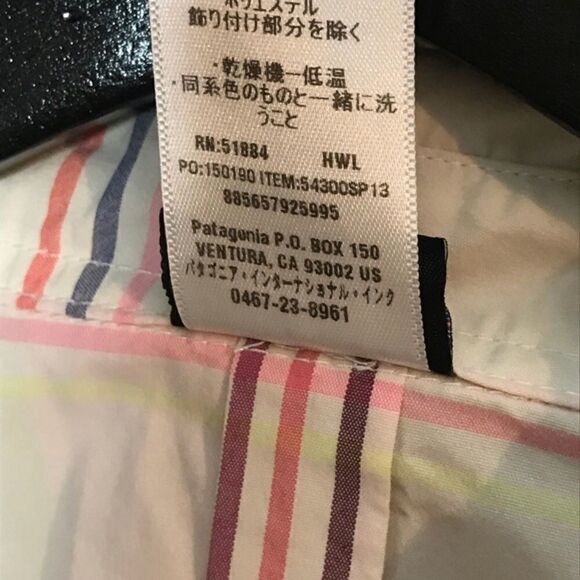 ポリエステル
飾り付け部分を除く
・乾燥機ー低温
・同系色のものと一緒に洗
うこと
RN:51884 HWL
PO:150190 ITEM:54300SP13
885657925995
Patagonia P.O. BOX 150
VENTURA, CA 93002 US
パタゴニア・インターナショナル・インク
0467-23-8961